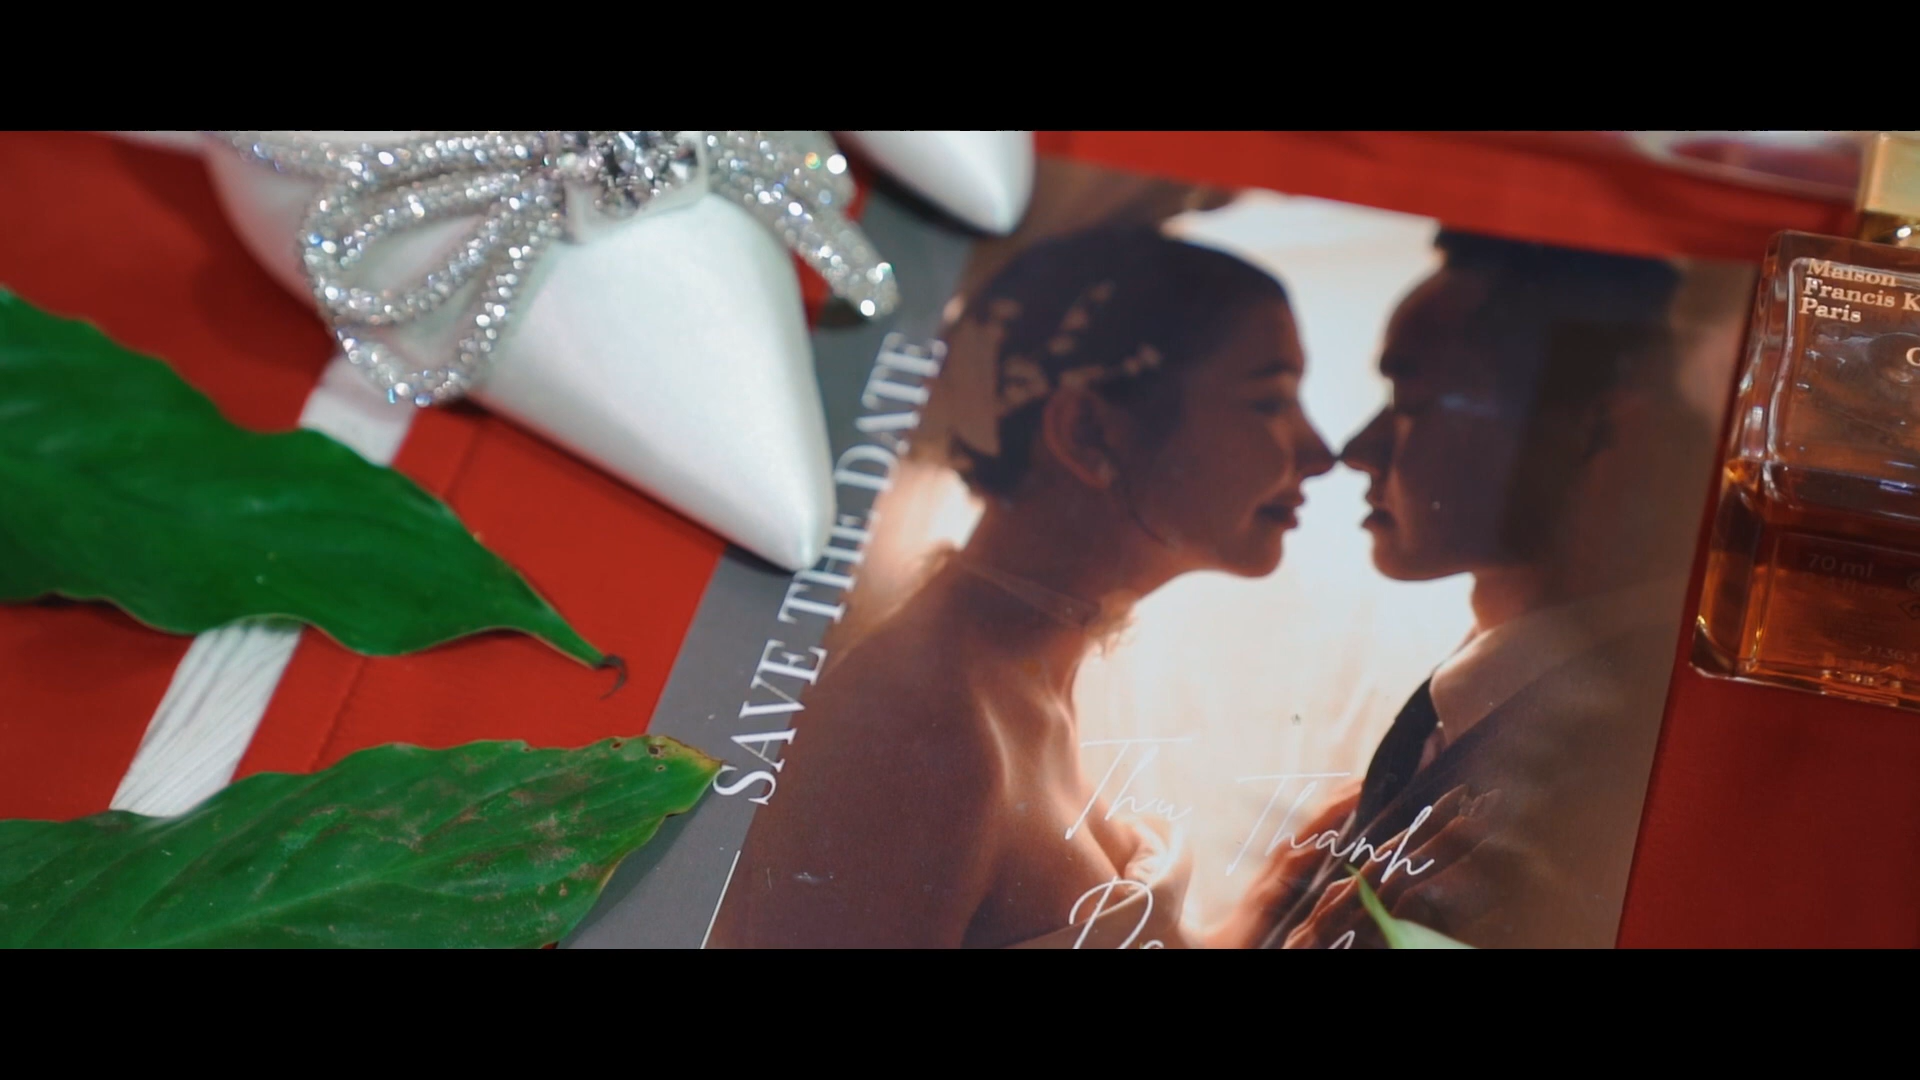 SAVE THE DATE
Thu Thanh
Maison
Francis K
Paris
70 ml